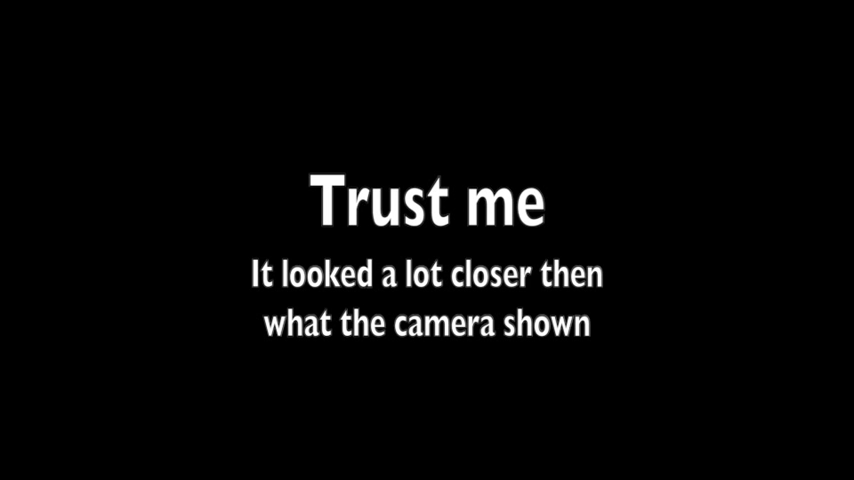 Trust me
It looked a lot closer then
what the camera shown